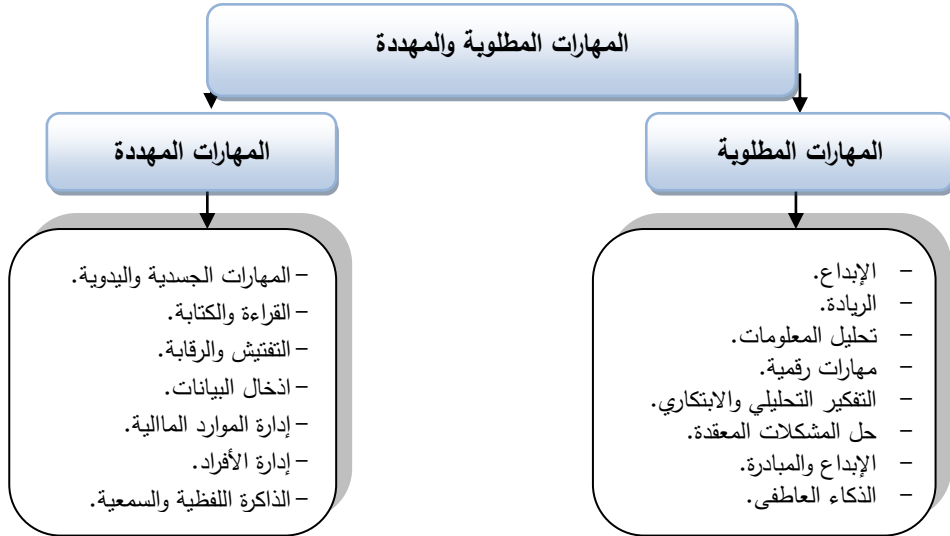 المهارات المطلوبة والمهددة
المهارات المطلوبة
المهارات المهددة
- الإبداع.
- الريادة.
- تحليل المعلومات.
- مهارات رقمية.
- التفكير التحليلي والابتكاري.
- حل المشكلات المعقدة.
- الإبداع والمبادرة.
- الذكاء العاطفى.
- المهارات الجسدية واليدوية.
- القراءة والكتابة.
- التفتيش والرقابة.
- اذخال البيانات.
- إدارة الموارد الماالية.
- إدارة الأفراد.
- الذاكرة اللفظية والسمعية.